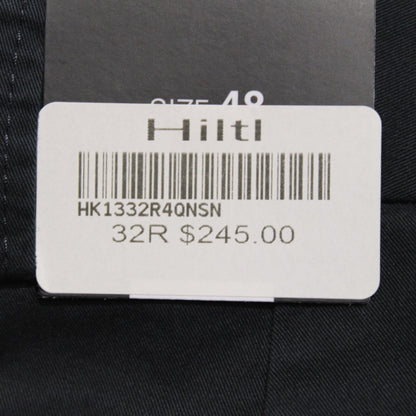 SIZE 48
Hiltl
HK1332R4QNSN
32R $245.00